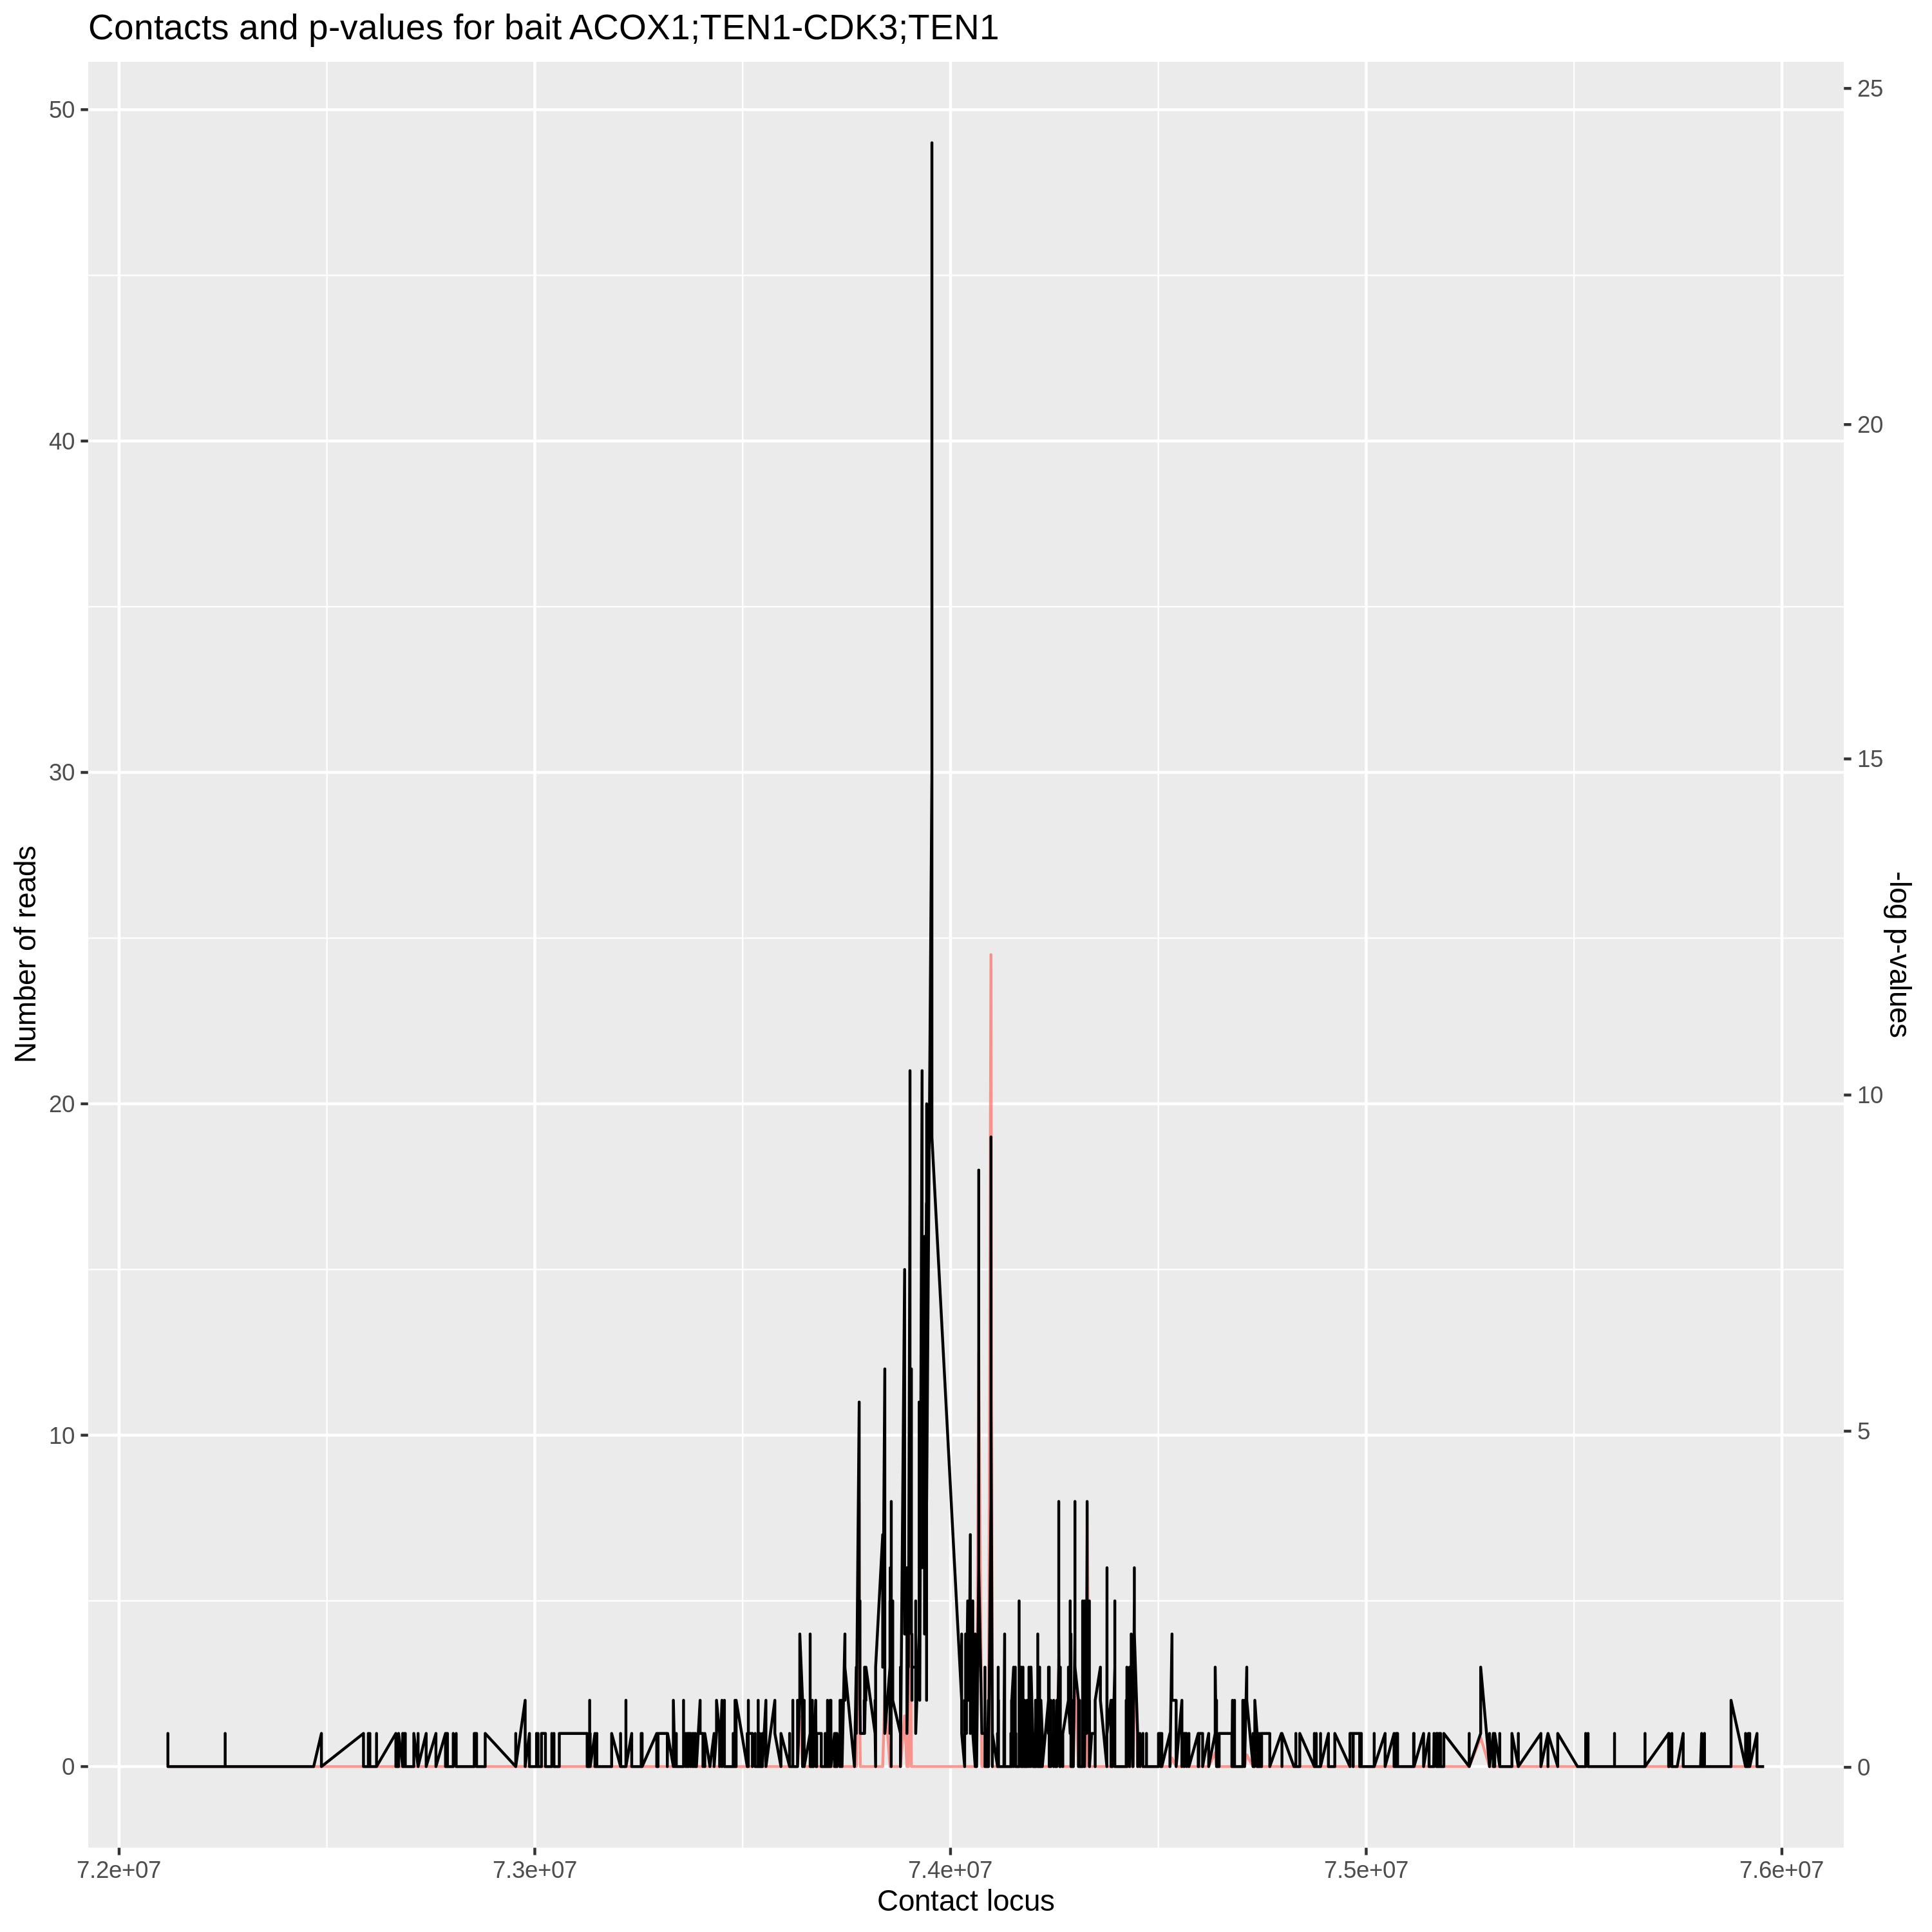 Contacts and p-values for bait ACOX1;TEN1-CDK3;TEN1
50
40
30
20
10
0
Number of reads
25
20
15
10
5
0
-log p-values
7.2e+07
7.3e+07
7.4e+07
7.5e+07
7.6e+07
Contact locus